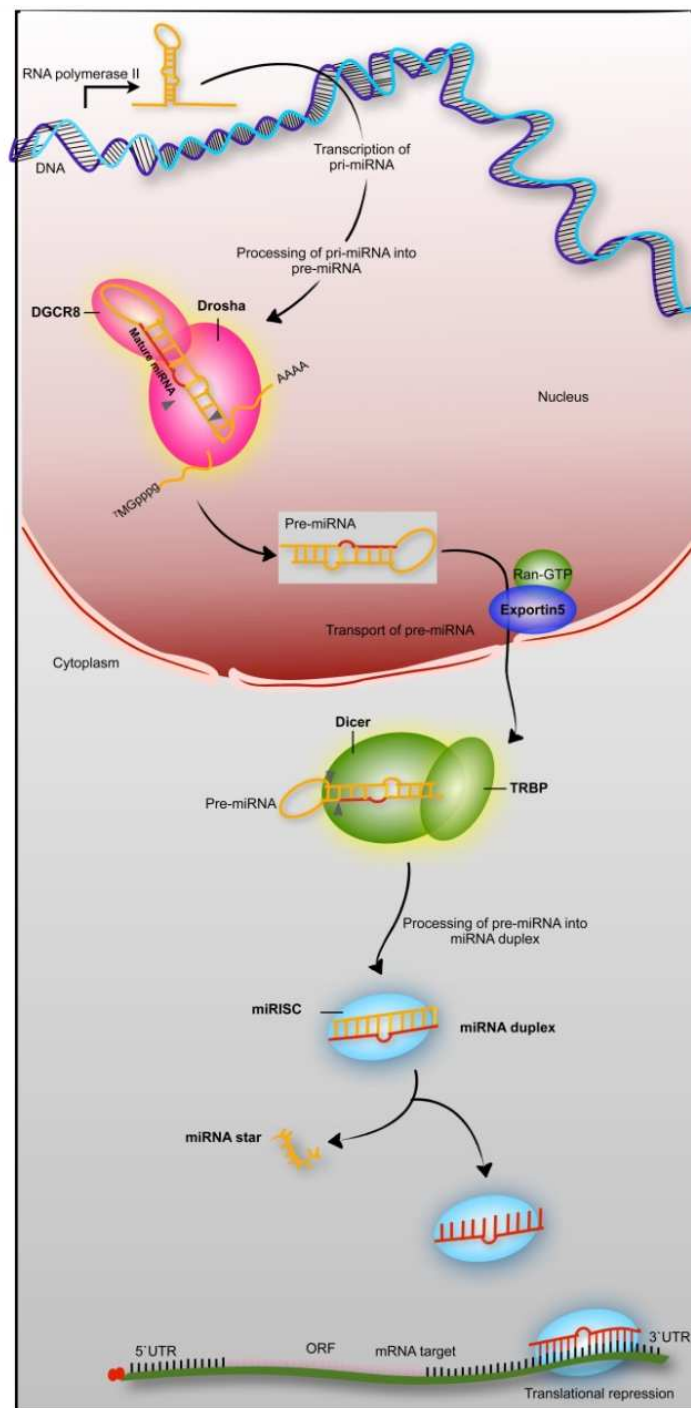 RNA polymerase II
DNA
Transcription of
pri-miRNA
Processing of pri-miRNA into
pre-miRNA
DGCR8
Drosha
Mature miRNA
AAAA
Nucleus
⁷MGpppg
Pre-miRNA
Ran-GTP
Exportin5
Transport of pre-miRNA
Cytoplasm
Dicer
Pre-miRNA
TRBP
Processing of pre-miRNA into
miRNA duplex
miRISC
miRNA duplex
miRNA star
5`UTR
ORF
mRNA target
3`UTR
Translational repression